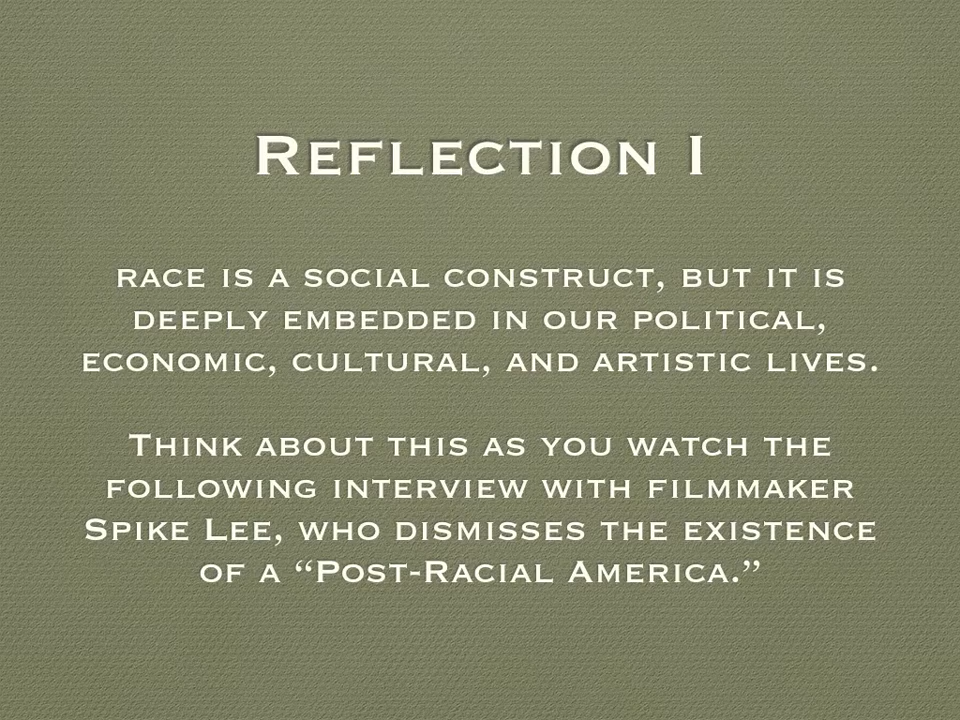 Reflection I
race is a social construct, but it is
deeply embedded in our political,
economic, cultural, and artistic lives.
Think about this as you watch the
following interview with filmmaker
Spike Lee, who dismisses the existence
of a “Post-Racial America.”